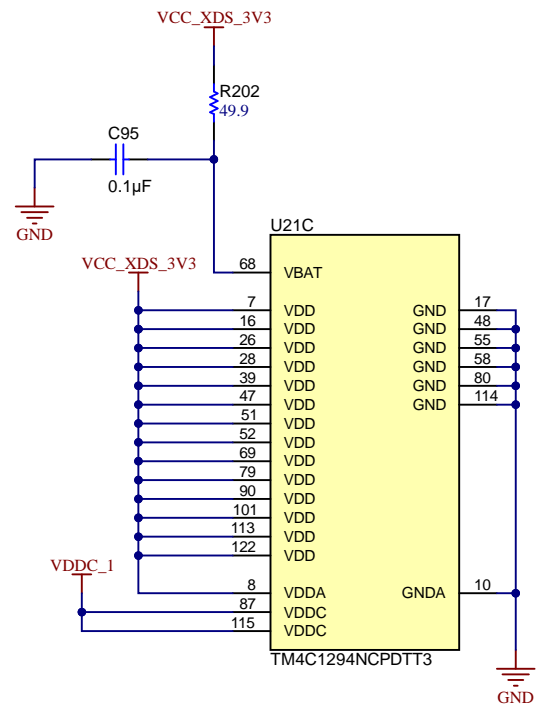 VCC_XDS_3V3
R202
49.9
C95
0.1µF
GND
U21C
VCC_XDS_3V3
68 VBAT
7 VDD GND 17
16 VDD GND 48
26 VDD GND 55
28 VDD GND 58
39 VDD GND 80
47 VDD GND 114
51 VDD
52 VDD
69 VDD
79 VDD
90 VDD
101 VDD
113 VDD
122 VDD
VDDC_1
8 VDDA GNDA 10
87 VDDC
115 VDDC
TM4C1294NCPDTT3
GND